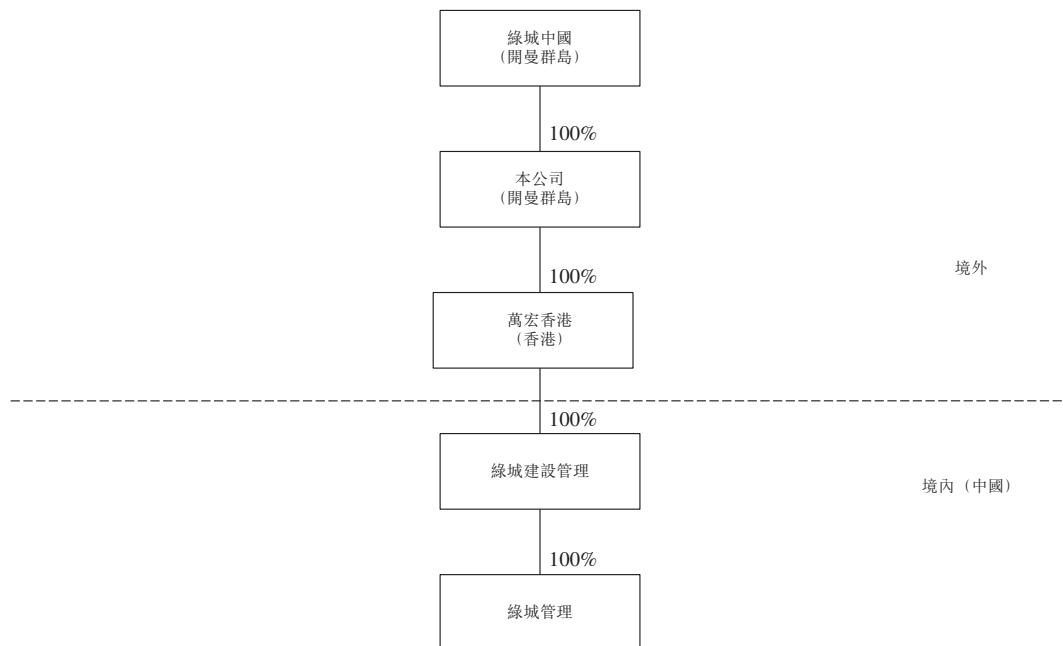 綠城中國
(開曼群島)
100%
本公司
(開曼群島)
境外
100%
萬宏香港
(香港)
100%
綠城建設管理
境內(中國)
100%
綠城管理